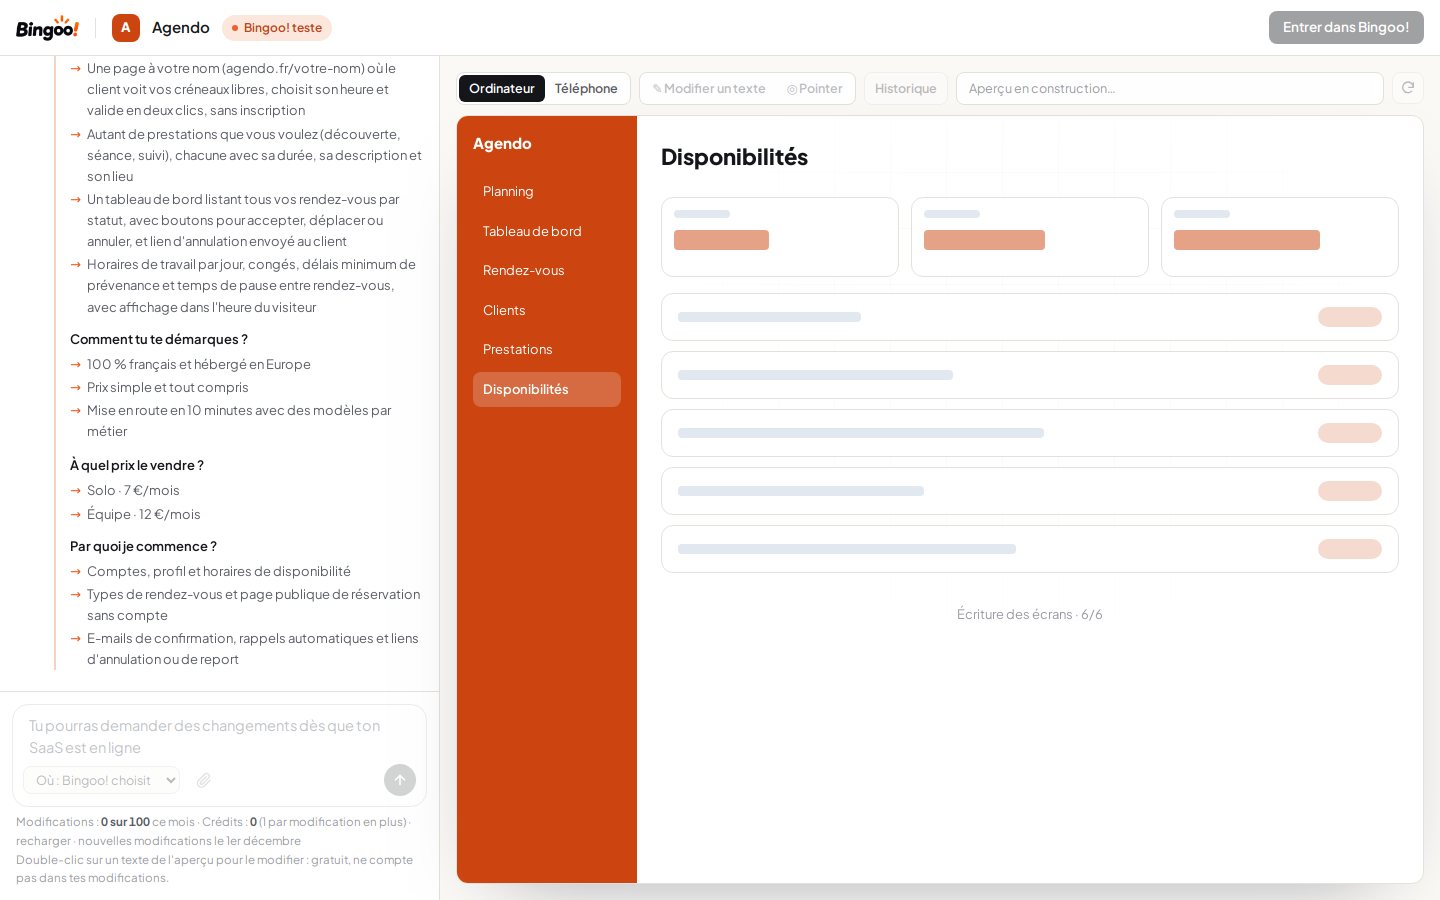 Bingoo!
A
Agendo
Bingoo! teste
Entrer dans Bingoo!
→ Une page à votre nom (agendo.fr/votre-nom) où le
client voit vos créneaux libres, choisit son heure et
valide en deux clics, sans inscription
→ Autant de prestations que vous voulez (découverte,
séance, suivi), chacune avec sa durée, sa description et
son lieu
→ Un tableau de bord listant tous vos rendez-vous par
statut, avec boutons pour accepter, déplacer ou
annuler, et lien d'annulation envoyé au client
→ Horaires de travail par jour, congés, délais minimum de
prévenance et temps de pause entre rendez-vous,
avec affichage dans l'heure du visiteur
Comment tu te démarques ?
→ 100 % français et hébergé en Europe
→ Prix simple et tout compris
→ Mise en route en 10 minutes avec des modèles par
métier
À quel prix le vendre ?
→ Solo · 7 €/mois
→ Équipe · 12 €/mois
Par quoi je commence ?
→ Comptes, profil et horaires de disponibilité
→ Types de rendez-vous et page publique de réservation
sans compte
→ E-mails de confirmation, rappels automatiques et liens
d'annulation ou de report
Tu pourras demander des changements dès que ton
SaaS est en ligne
Où : Bingoo! choisit
Modifications : 0 sur 100 ce mois · Crédits : 0 (1 par modification en plus) ·
recharger · nouvelles modifications le 1er décembre
Double-clic sur un texte de l'aperçu pour le modifier : gratuit, ne compte
pas dans tes modifications.
Ordinateur
Téléphone
✎ Modifier un texte
◎ Pointer
Historique
Aperçu en construction…
Agendo
Planning
Tableau de bord
Rendez-vous
Clients
Prestations
Disponibilités
Disponibilités
Écriture des écrans · 6/6